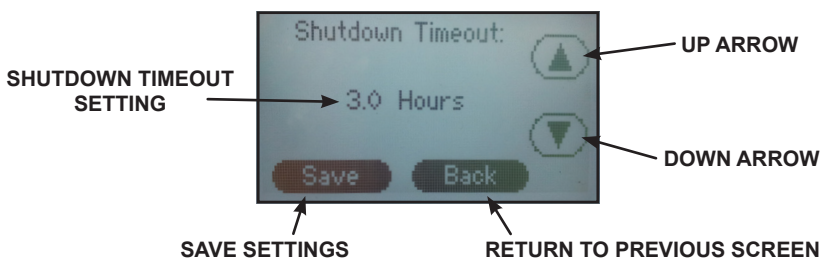 Shutdown Timeout:
UP ARROW
SHUTDOWN TIMEOUT
SETTING
3.0 Hours
DOWN ARROW
Save
Back
SAVE SETTINGS
RETURN TO PREVIOUS SCREEN